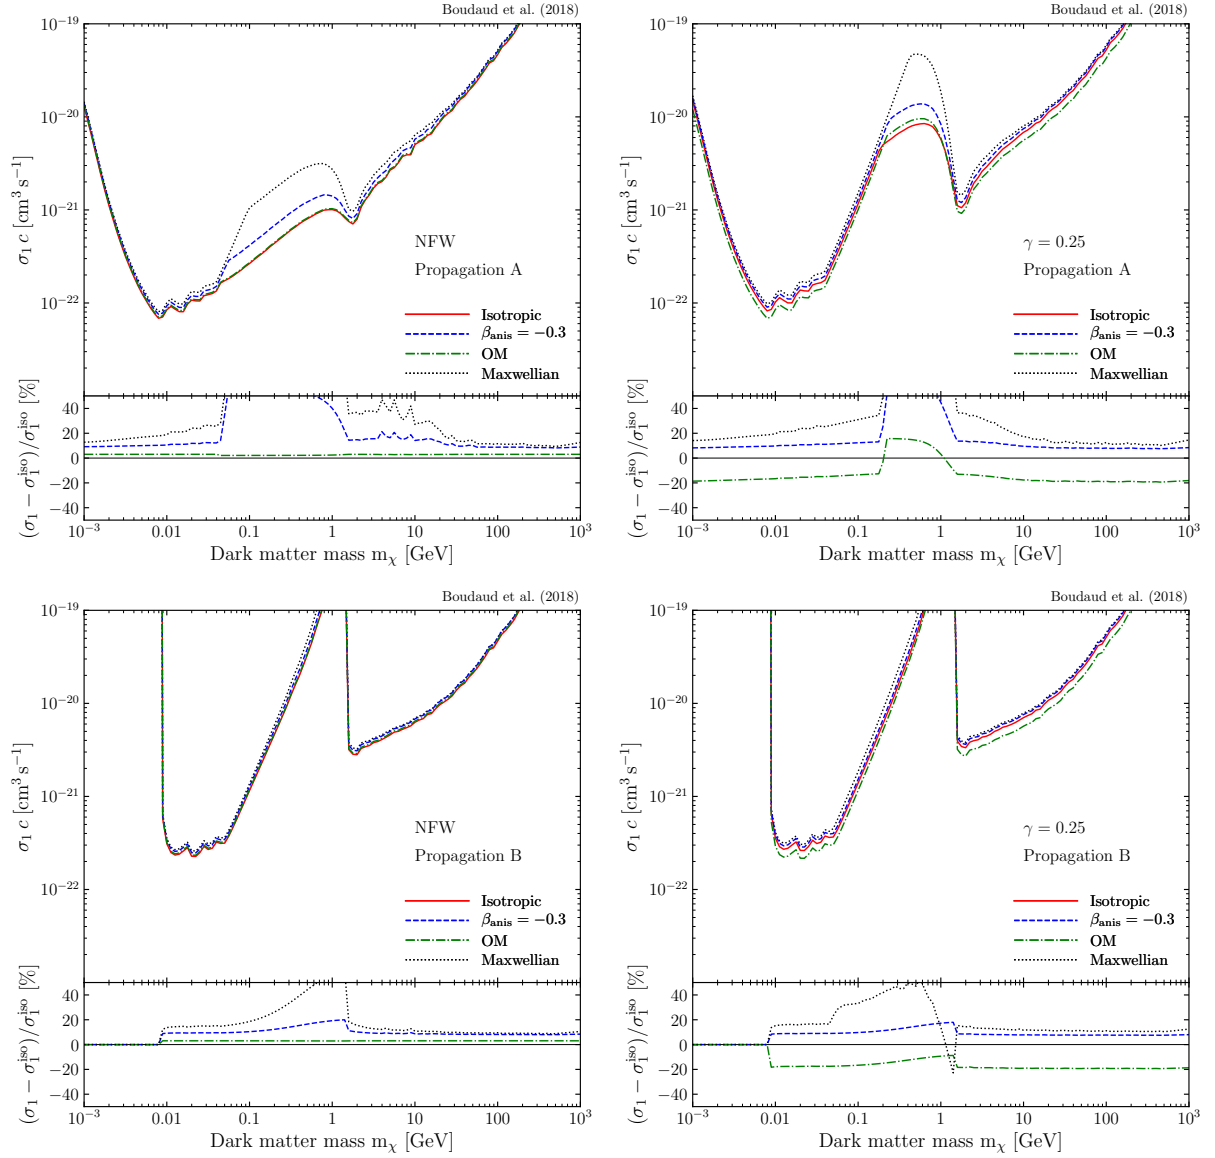 Boudaud et al. (2018)
10^−19
10^−20
10^−21
10^−22
σ₁ c [cm³ s⁻¹]
NFW
Propagation A
Isotropic
β_anis = −0.3
OM
Maxwellian
(σ₁ − σ₁^iso)/σ₁^iso [%]
40
20
0
−20
−40
10^−3
0.01
0.1
1
10
100
10^3
Dark matter mass m_χ [GeV]
Boudaud et al. (2018)
10^−19
10^−20
10^−21
10^−22
σ₁ c [cm³ s⁻¹]
γ = 0.25
Propagation A
Isotropic
β_anis = −0.3
OM
Maxwellian
(σ₁ − σ₁^iso)/σ₁^iso [%]
40
20
0
−20
−40
10^−3
0.01
0.1
1
10
100
10^3
Dark matter mass m_χ [GeV]
Boudaud et al. (2018)
10^−19
10^−20
10^−21
10^−22
σ₁ c [cm³ s⁻¹]
NFW
Propagation B
Isotropic
β_anis = −0.3
OM
Maxwellian
(σ₁ − σ₁^iso)/σ₁^iso [%]
40
20
0
−20
−40
10^−3
0.01
0.1
1
10
100
10^3
Dark matter mass m_χ [GeV]
Boudaud et al. (2018)
10^−19
10^−20
10^−21
10^−22
σ₁ c [cm³ s⁻¹]
γ = 0.25
Propagation B
Isotropic
β_anis = −0.3
OM
Maxwellian
(σ₁ − σ₁^iso)/σ₁^iso [%]
40
20
0
−20
−40
10^−3
0.01
0.1
1
10
100
10^3
Dark matter mass m_χ [GeV]